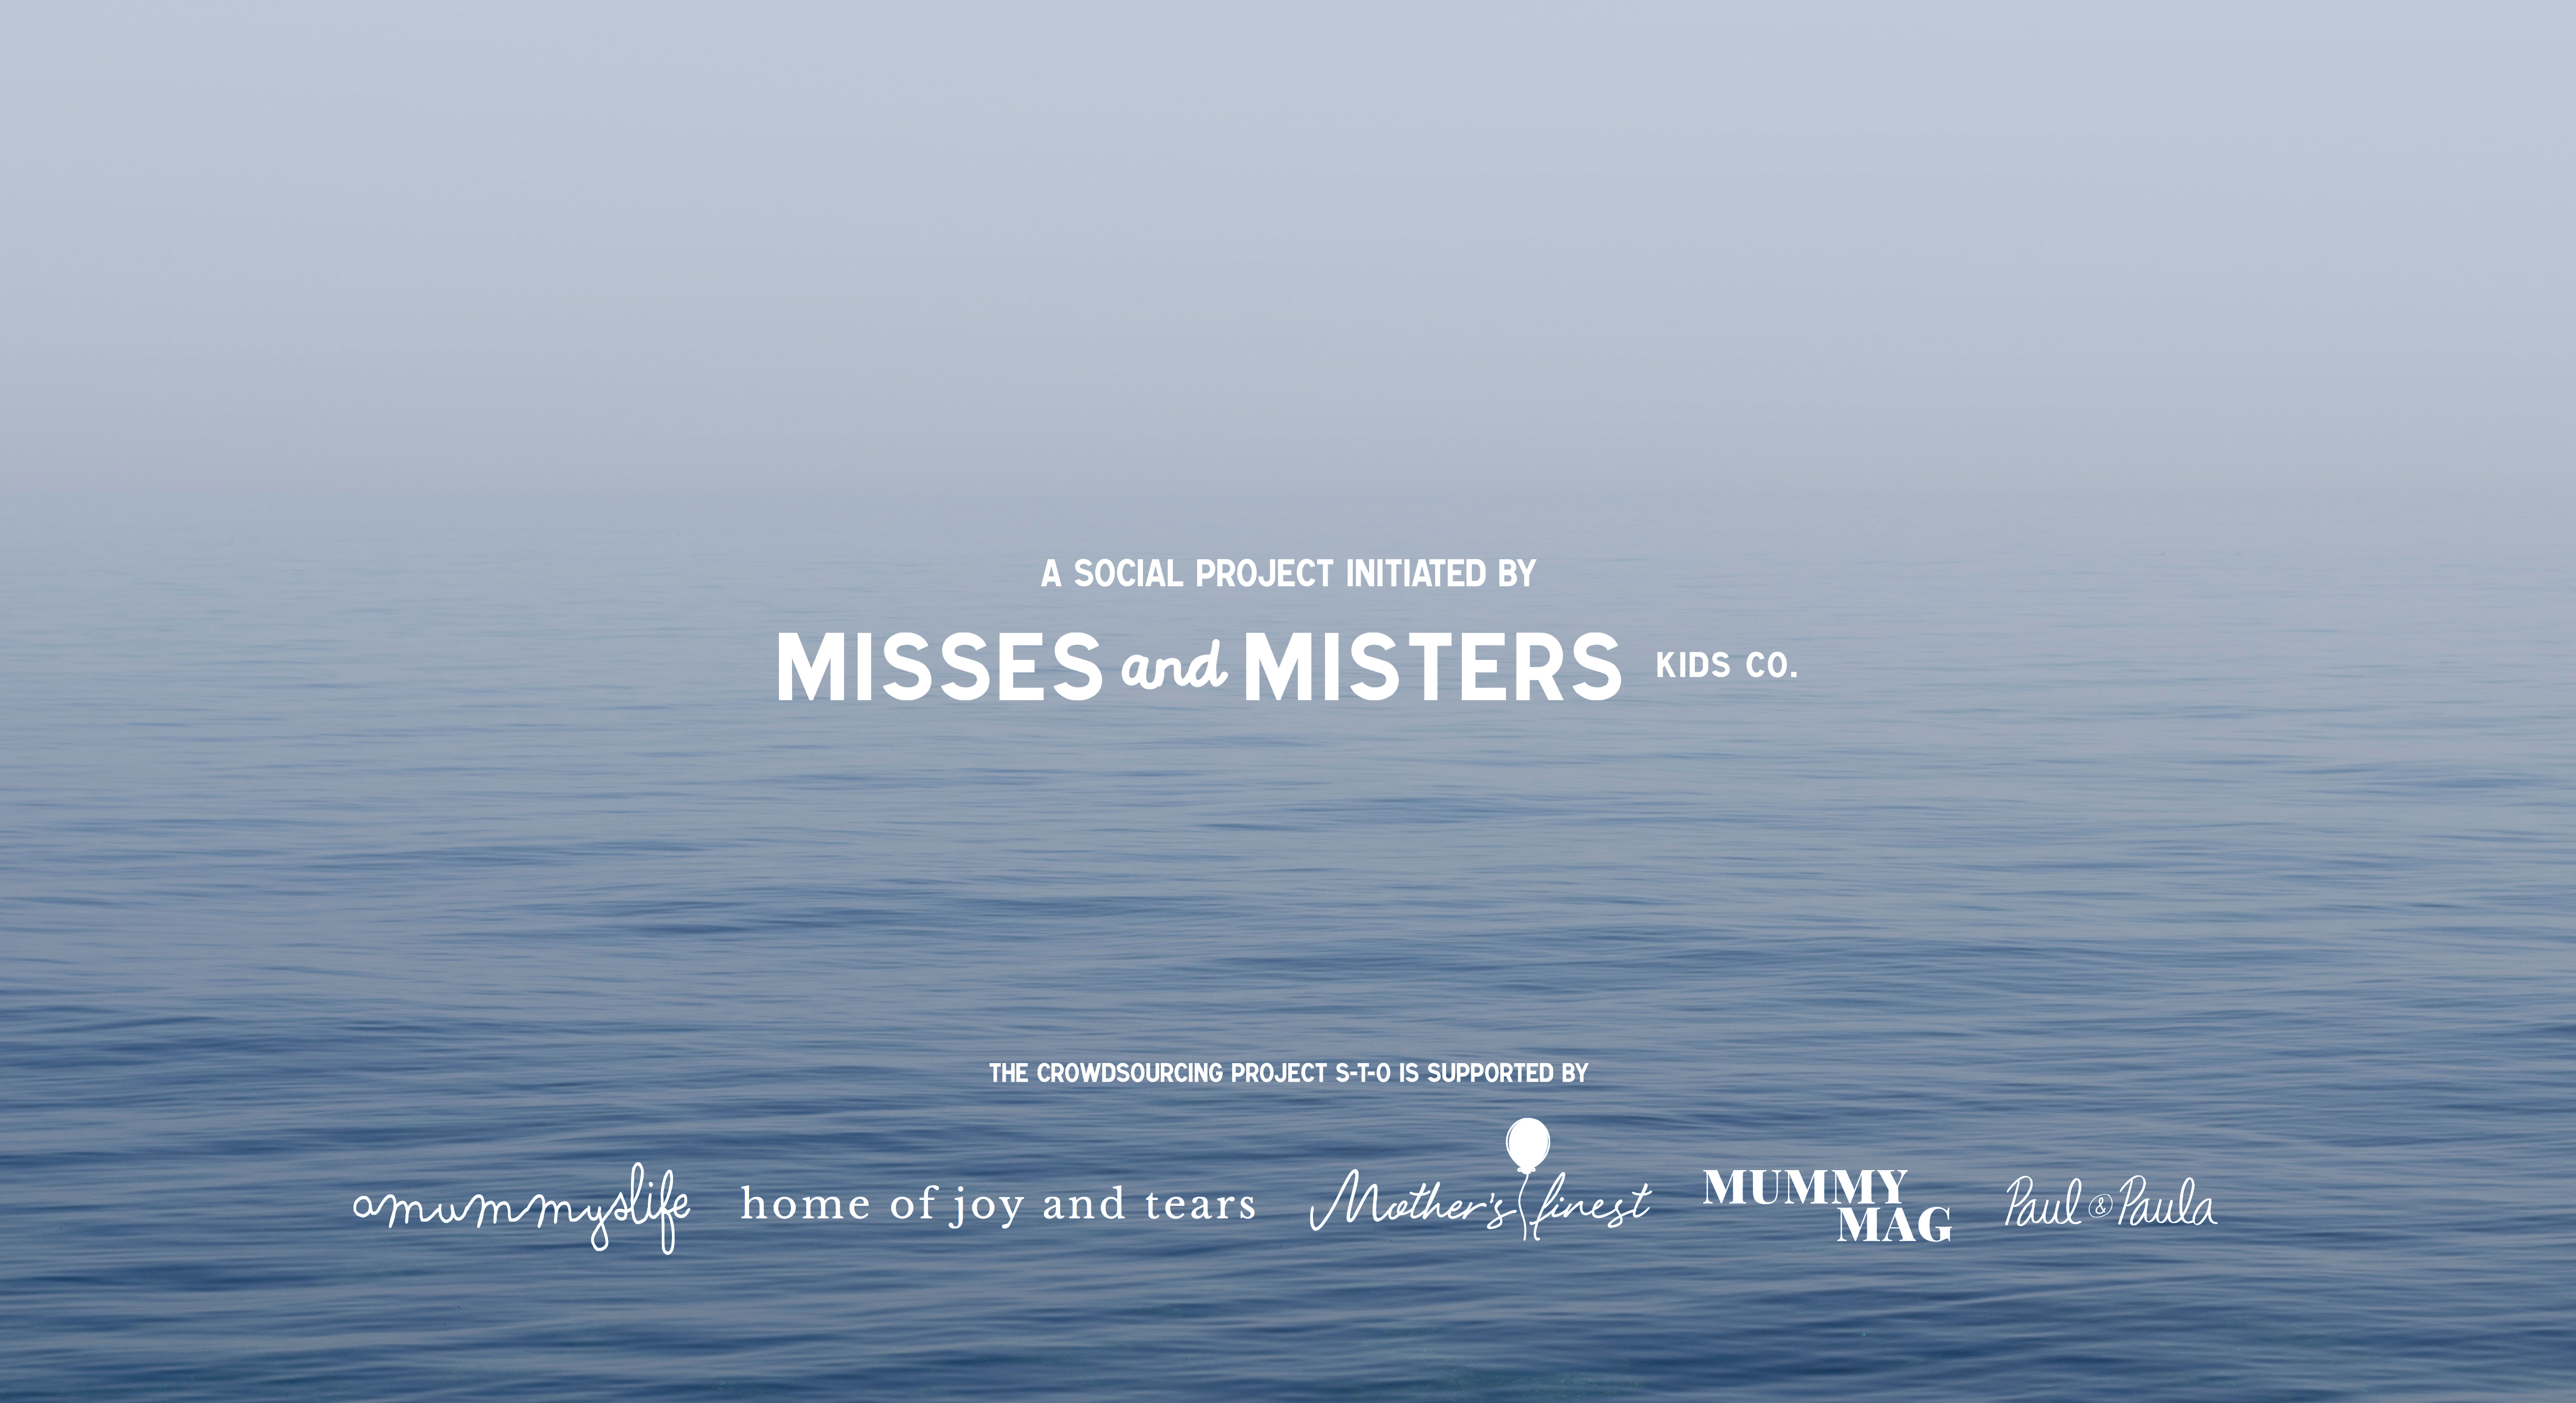 A SOCIAL PROJECT INITIATED BY
MISSES and MISTERS KIDS CO.
THE CROWDSOURCING PROJECT S-T-O IS SUPPORTED BY
amummyslife home of joy and tears Mother's finest MUMMY MAG Paul & Paula